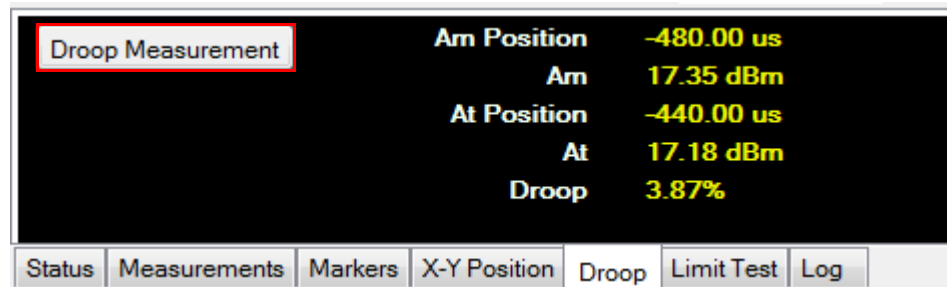 Droop Measurement
Am Position -480.00 us
Am 17.35 dBm
At Position -440.00 us
At 17.18 dBm
Droop 3.87%
Status Measurements Markers X-Y Position Droop Limit Test Log